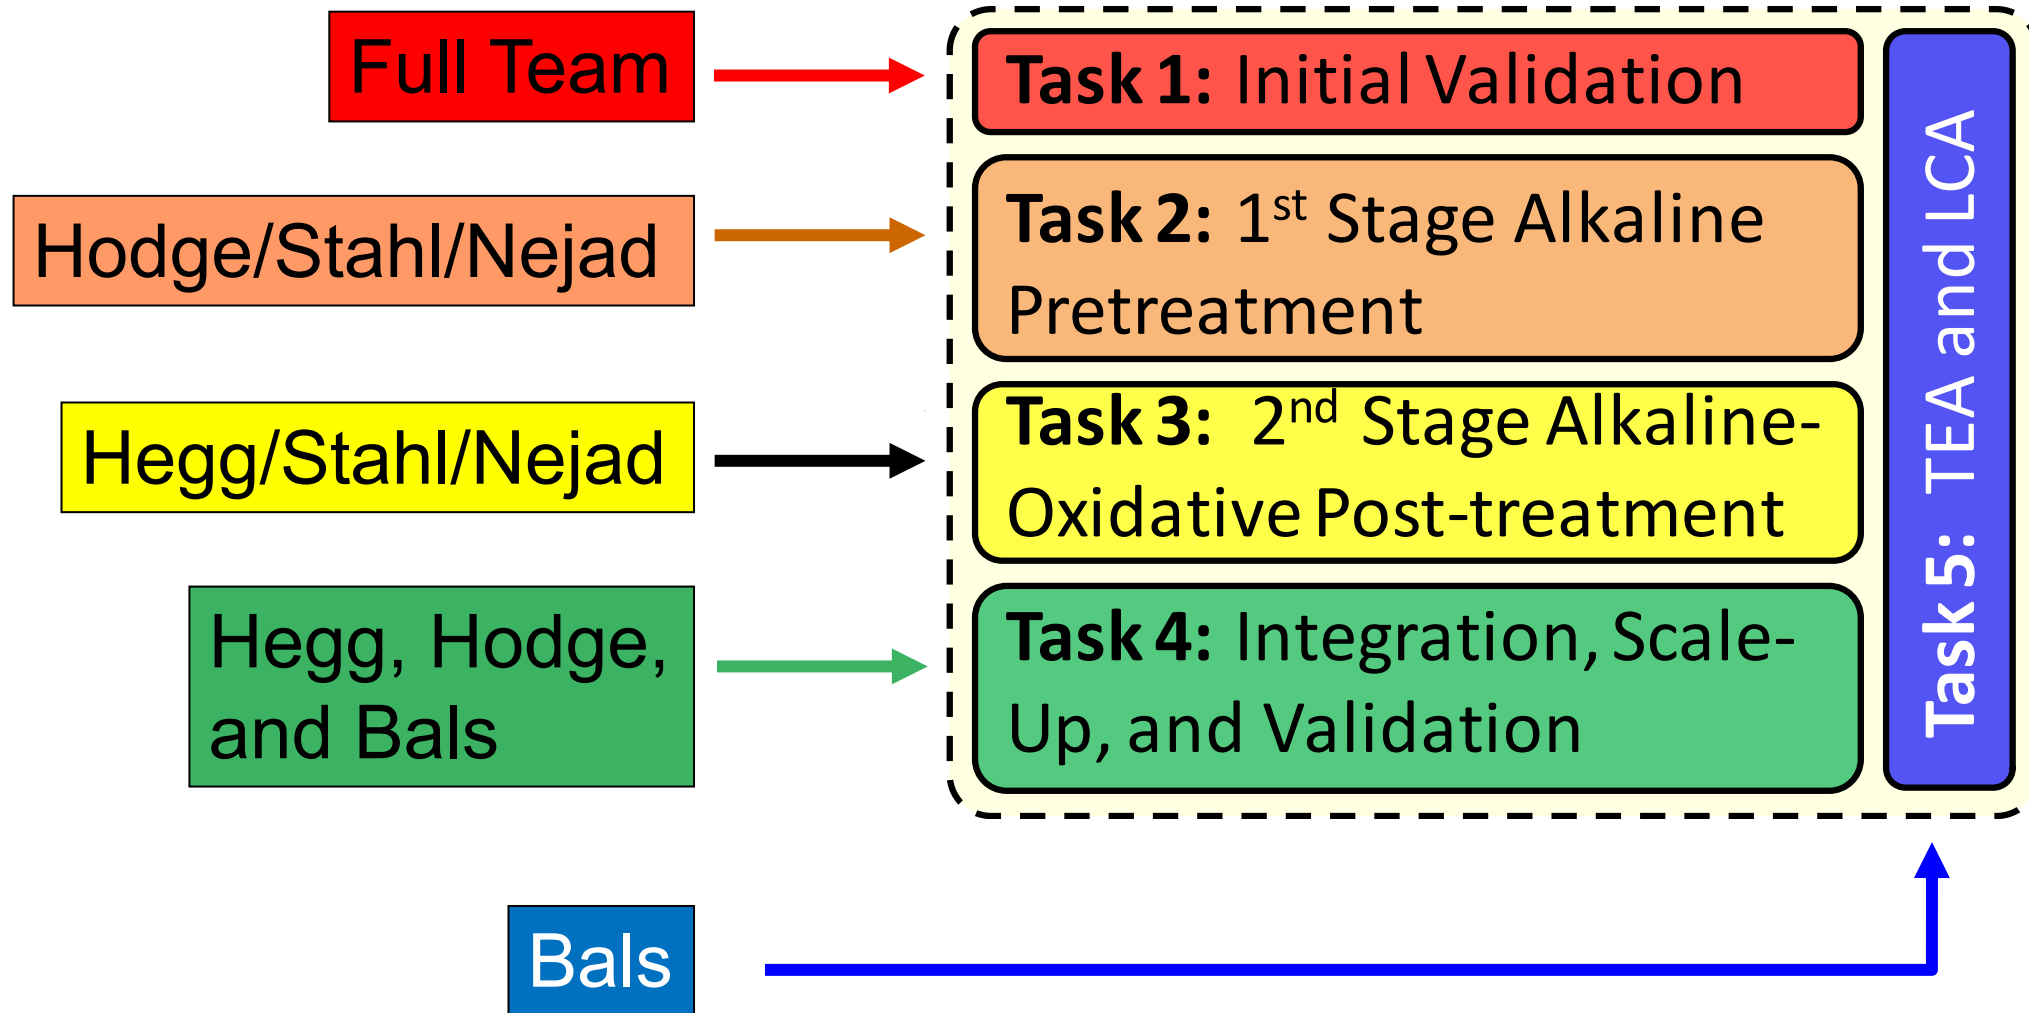 Full Team
Task 1: Initial Validation
Hodge/Stahl/Nejad
Task 2: 1st Stage Alkaline
Pretreatment
Hegg/Stahl/Nejad
Task 3: 2nd Stage Alkaline-
Oxidative Post-treatment
Hegg, Hodge,
and Bals
Task 4: Integration, Scale-
Up, and Validation
Task 5: TEA and LCA
Bals